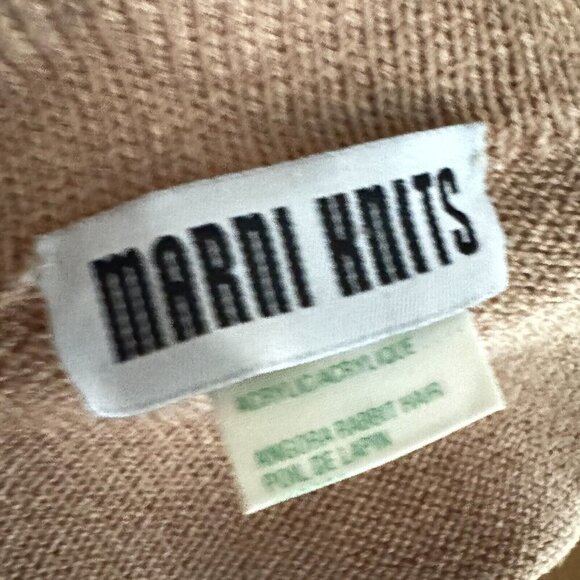 MARNI KNITS
ACRYLIC/ACRYLIQUE
ANGORA RABBIT HAIR
POIL DE LAPIN